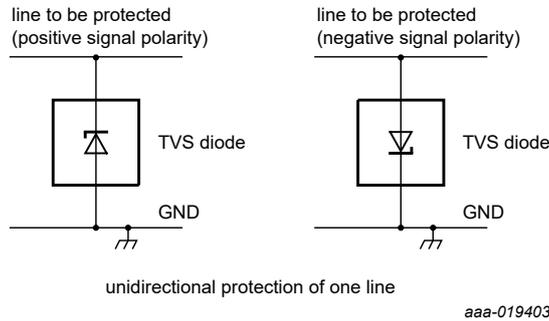 line to be protected
(positive signal polarity)
line to be protected
(negative signal polarity)
TVS diode
TVS diode
GND
GND
unidirectional protection of one line
aaa-019403